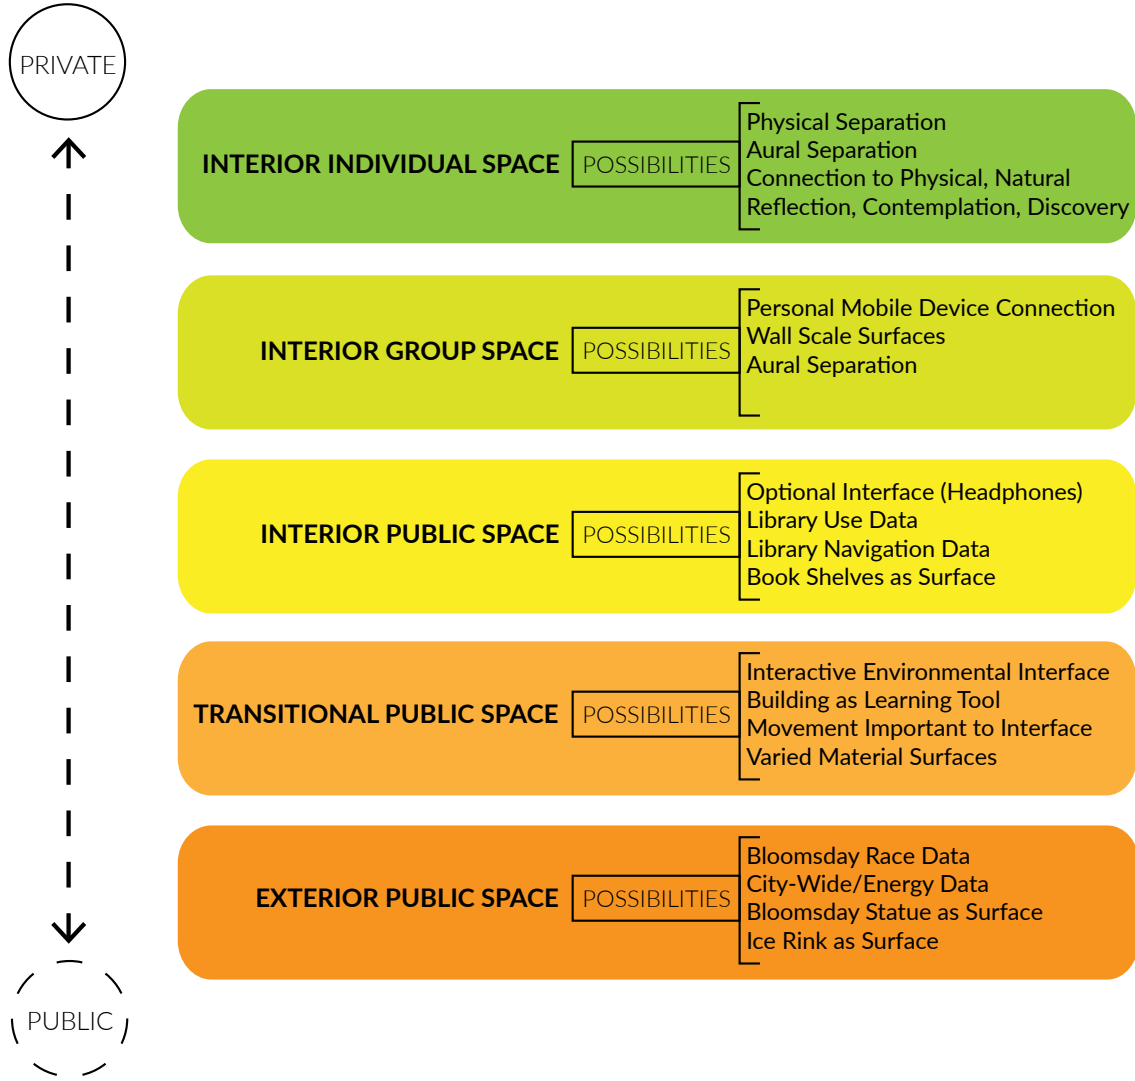 PRIVATE
INTERIOR INDIVIDUAL SPACE
POSSIBILITIES
Physical Separation
Aural Separation
Connection to Physical, Natural
Reflection, Contemplation, Discovery
INTERIOR GROUP SPACE
POSSIBILITIES
Personal Mobile Device Connection
Wall Scale Surfaces
Aural Separation
INTERIOR PUBLIC SPACE
POSSIBILITIES
Optional Interface (Headphones)
Library Use Data
Library Navigation Data
Book Shelves as Surface
TRANSITIONAL PUBLIC SPACE
POSSIBILITIES
Interactive Environmental Interface
Building as Learning Tool
Movement Important to Interface
Varied Material Surfaces
EXTERIOR PUBLIC SPACE
POSSIBILITIES
Bloomsday Race Data
City-Wide/Energy Data
Bloomsday Statue as Surface
Ice Rink as Surface
PUBLIC